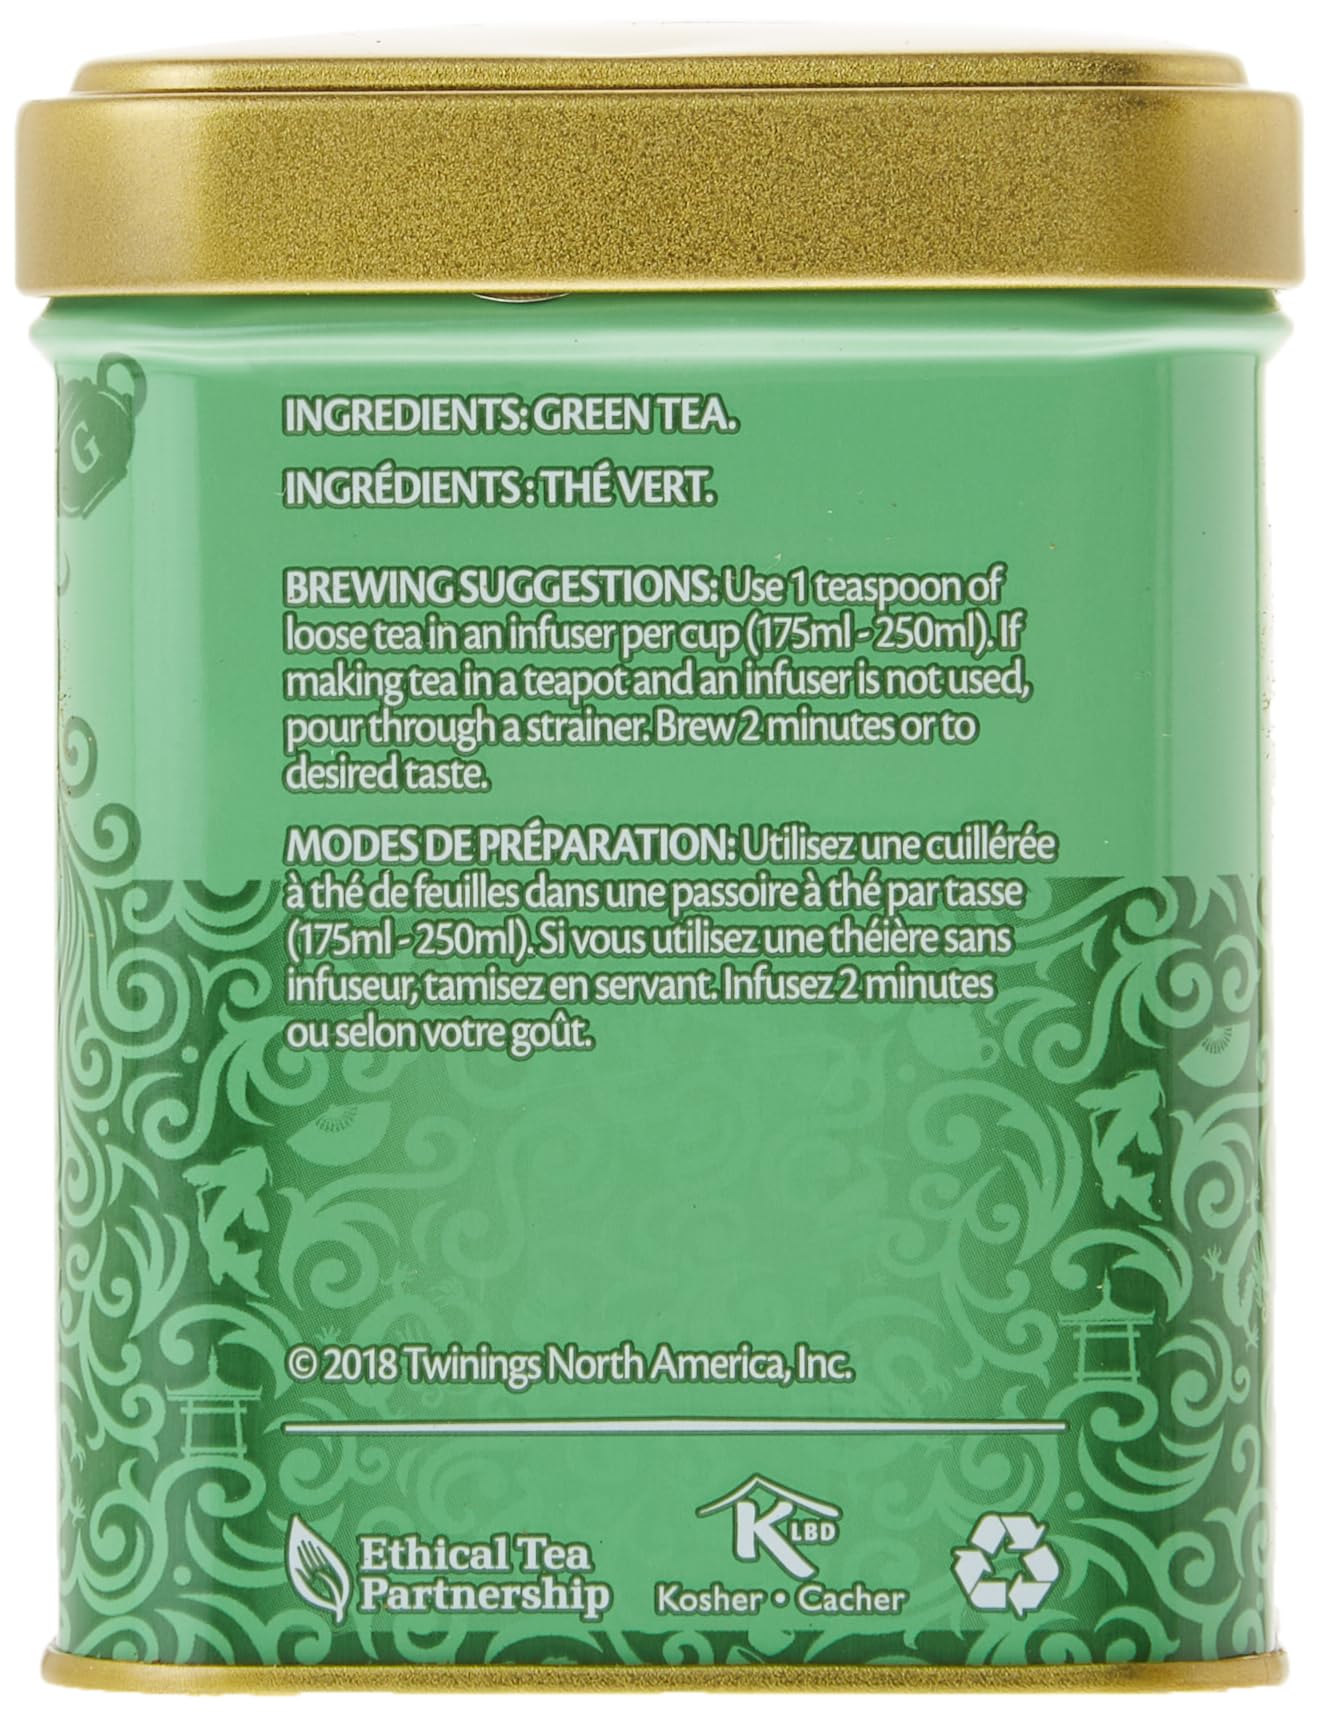 G
INGREDIENTS: GREEN TEA.
INGRÉDIENTS : THÉ VERT.
BREWING SUGGESTIONS: Use 1 teaspoon of
loose tea in an infuser per cup (175ml - 250ml). If
making tea in a teapot and an infuser is not used,
pour through a strainer. Brew 2 minutes or to
desired taste.
MODES DE PRÉPARATION: Utilisez une cuillérée
à thé de feuilles dans une passoire à thé par tasse
(175ml - 250ml). Si vous utilisez une théière sans
infuseur, tamisez en servant. Infusez 2 minutes
ou selon votre goût.
© 2018 Twinings North America, Inc.
Ethical Tea
Partnership
K LBD
Kosher • Cacher